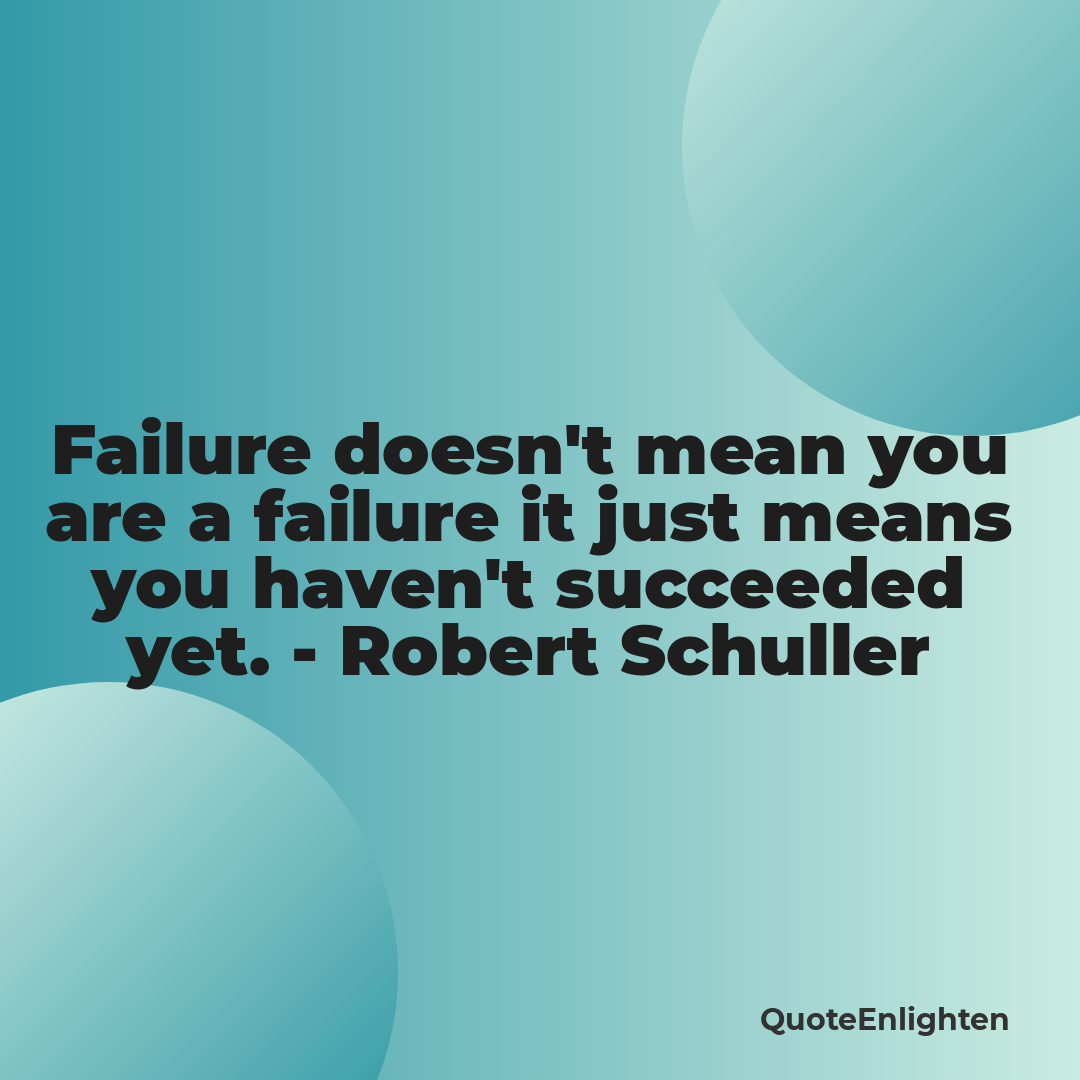 Failure doesn't mean you
are a failure it just means
you haven't succeeded
yet. - Robert Schuller
QuoteEnlighten